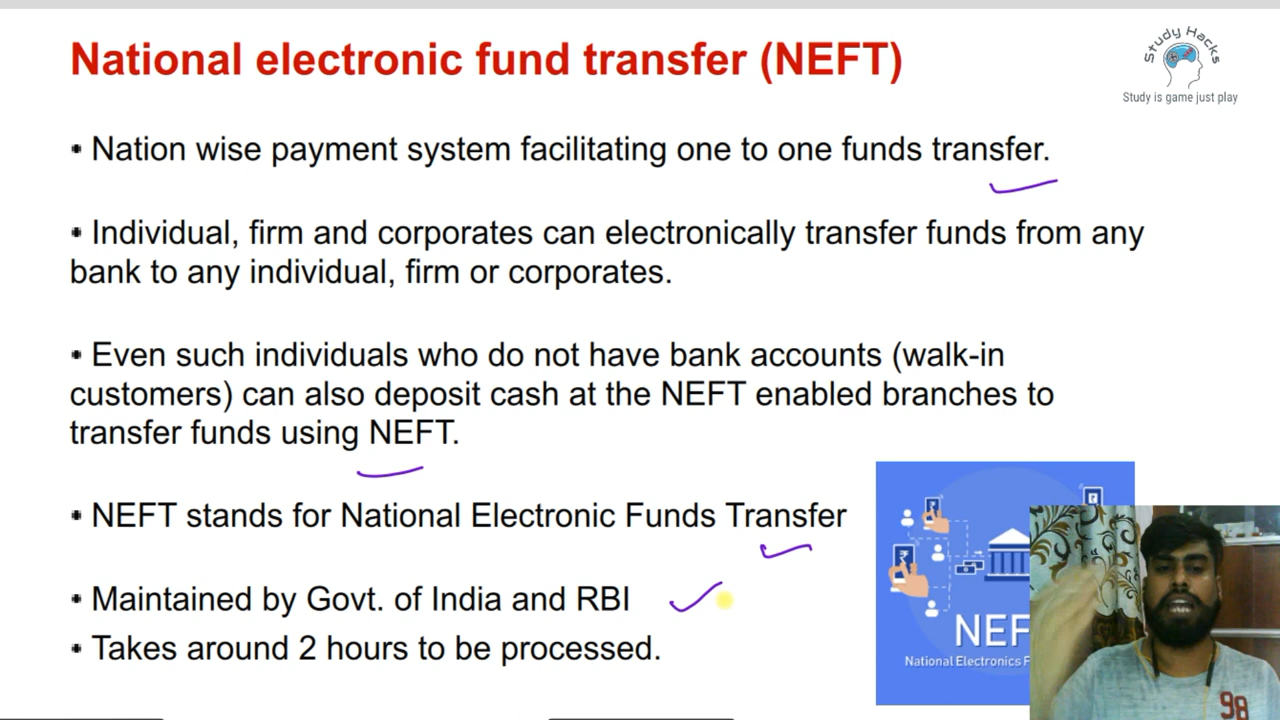 National electronic fund transfer (NEFT)
Study Hacks
Study is game just play
• Nation wise payment system facilitating one to one funds transfer.
• Individual, firm and corporates can electronically transfer funds from any
bank to any individual, firm or corporates.
• Even such individuals who do not have bank accounts (walk-in
customers) can also deposit cash at the NEFT enabled branches to
transfer funds using NEFT.
• NEFT stands for National Electronic Funds Transfer
• Maintained by Govt. of India and RBI
• Takes around 2 hours to be processed.
NEF
National Electronics F
98